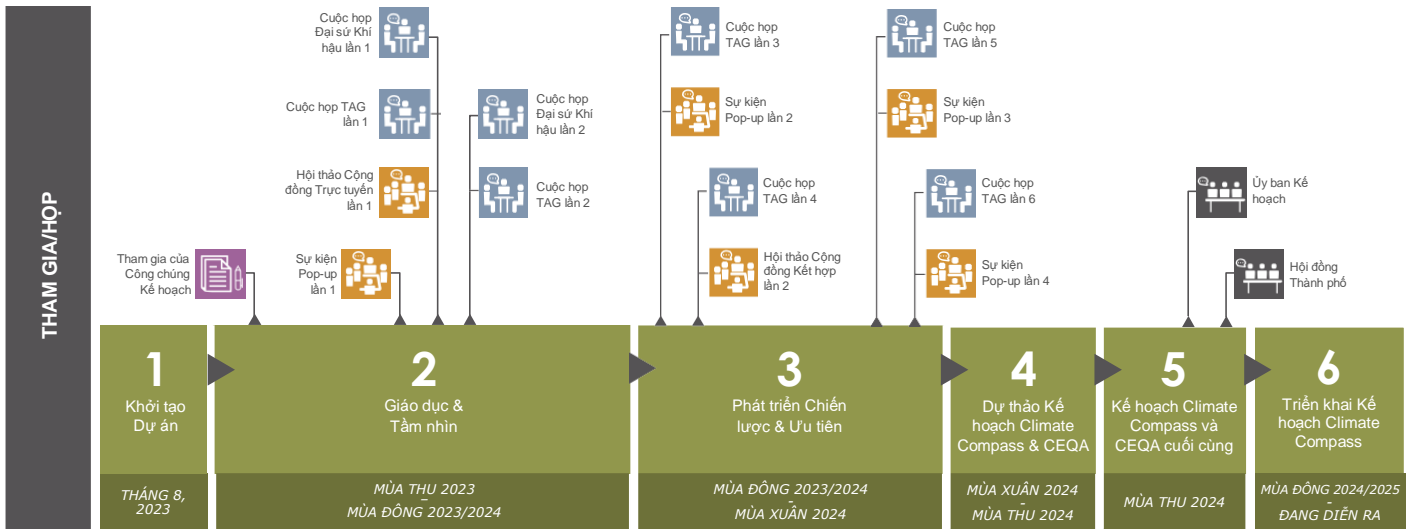 THAM GIA/HỌP
Cuộc họp
Đại sứ Khí
hậu lần 1
Cuộc họp TAG
lần 1
Hội thảo Cộng
đồng Trực tuyến
lần 1
Tham gia của
Công chúng
Kế hoạch
Sự kiện
Pop-up
lần 1
Cuộc họp
Đại sứ Khí
hậu lần 2
Cuộc họp
TAG lần 2
Cuộc họp
TAG lần 3
Sự kiện
Pop-up lần 2
Cuộc họp
TAG lần 4
Hội thảo Cộng
đồng Kết hợp
lần 2
Cuộc họp
TAG lần 5
Sự kiện
Pop-up lần 3
Cuộc họp
TAG lần 6
Sự kiện
Pop-up lần 4
Ủy ban Kế
hoạch
Hội đồng
Thành phố
1
Khởi tạo
Dự án
THÁNG 8,
2023
2
Giáo dục &
Tầm nhìn
MÙA THU 2023
–
MÙA ĐÔNG 2023/2024
3
Phát triển Chiến
lược & Ưu tiên
MÙA ĐÔNG 2023/2024
–
MÙA XUÂN 2024
4
Dự thảo Kế
hoạch Climate
Compass & CEQA
MÙA XUÂN 2024
-
MÙA THU 2024
5
Kế hoạch Climate
Compass và
CEQA cuối cùng
MÙA THU 2024
6
Triển khai Kế
hoạch Climate
Compass
MÙA ĐÔNG 2024/2025
-
ĐANG DIỄN RA